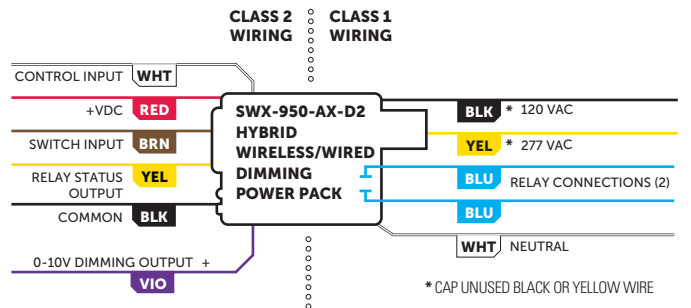 CLASS 2 WIRING
CLASS 1 WIRING
CONTROL INPUT WHT
+VDC RED
SWITCH INPUT BRN
RELAY STATUS OUTPUT YEL
COMMON BLK
0-10V DIMMING OUTPUT +
VIO
SWX-950-AX-D2
HYBRID
WIRELESS/WIRED
DIMMING
POWER PACK
BLK * 120 VAC
YEL * 277 VAC
BLU RELAY CONNECTIONS (2)
BLU
WHT NEUTRAL
* CAP UNUSED BLACK OR YELLOW WIRE